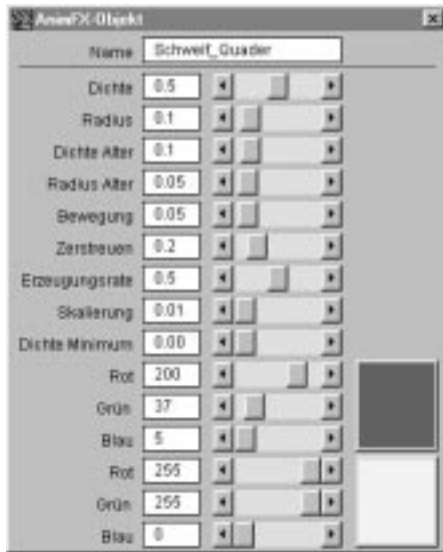 AnimFX-Objekt
Name Schweif_Quader
Dichte 0.5
Radius 0.1
Dichte Alter 0.1
Radius Alter 0.05
Bewegung 0.05
Zerstreuen 0.2
Erzeugungsrate 0.5
Skalierung 0.01
Dichte Minimum 0.00
Rot 200
Grün 37
Blau 5
Rot 255
Grün 255
Blau 0